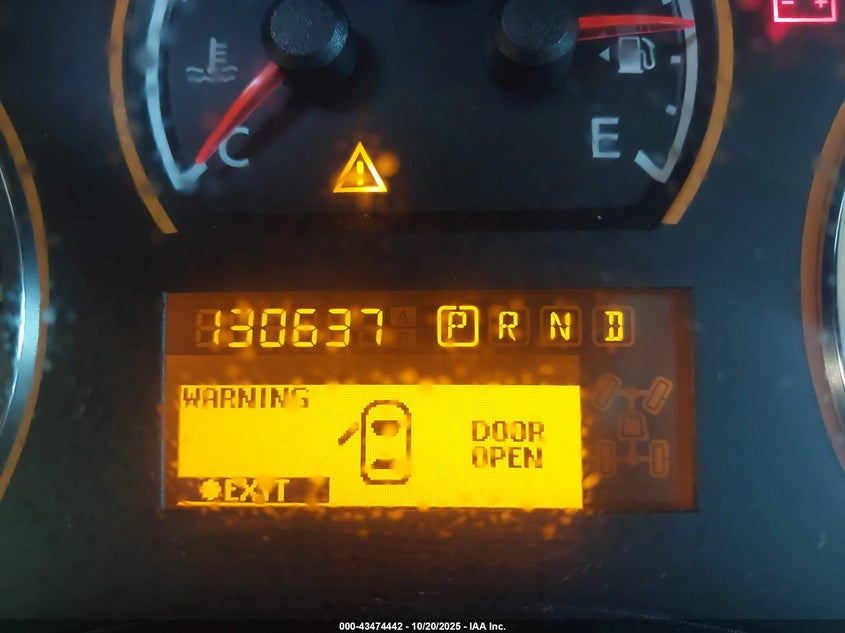 C
E
130637 P R N D
WARNING
DOOR
OPEN
EXIT
000-43474442 - 10/20/2025 - IAA Inc.